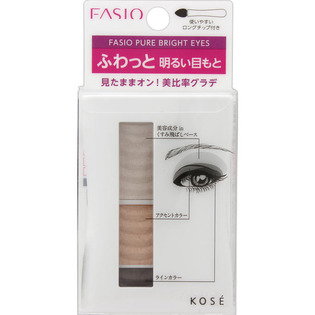 FASIO
使いやすい
ロングチップ付き
FASIO PURE BRIGHT EYES
ふわっと 明るい目もと
見たままオン!美比率グラデ
美容成分 in
くすみ飛ばしベース
アクセントカラー
ラインカラー
KOSÉ